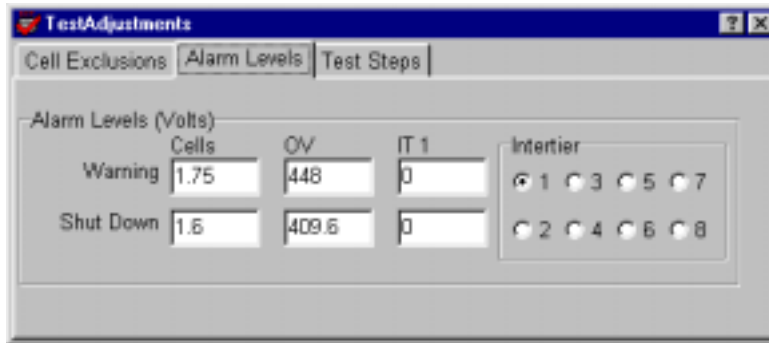 TestAdjustments
Cell Exclusions Alarm Levels Test Steps
Alarm Levels (Volts)
Cells OV IT 1 Intertier
Warning 1.75 448 0 1 3 5 7
Shut Down 1.6 409.6 0 2 4 6 8